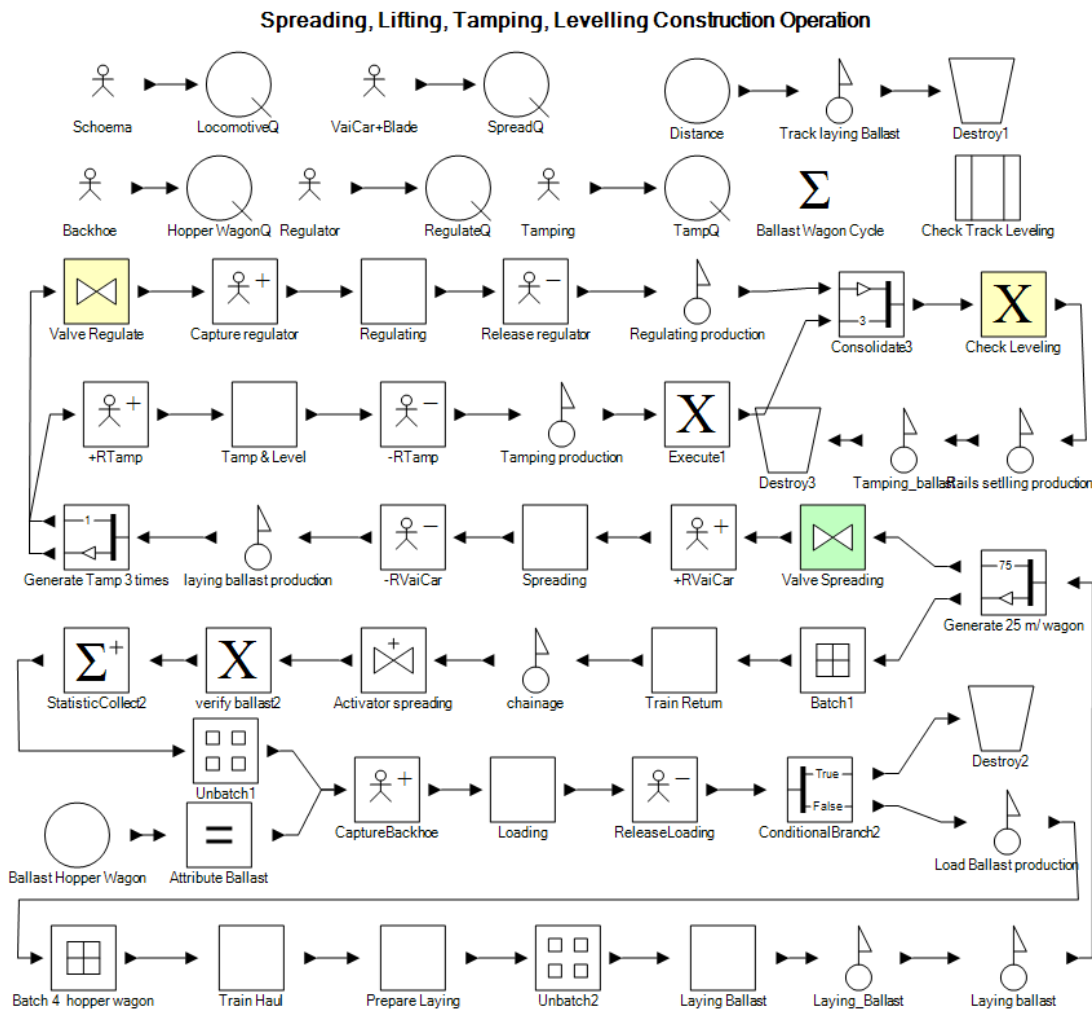 Spreading, Lifting, Tamping, Levelling Construction Operation
Schoema
LocomotiveQ
VaiCar+Blade
SpreadQ
Distance
Track laying Ballast
Destroy1
Backhoe
Hopper WagonQ
Regulator
RegulateQ
Tamping
TampQ
Σ
Ballast Wagon Cycle
Check Track Leveling
Valve Regulate
+
Capture regulator
Regulating
−
Release regulator
Regulating production
3
Consolidate3
X
Check Leveling
+
+RTamp
Tamp & Level
−
-RTamp
Tamping production
X
Execute1
Destroy3
Tamping_ballast
Rails setlling production
1
Generate Tamp 3 times
laying ballast production
−
-RVaiCar
Spreading
+
+RVaiCar
Valve Spreading
75
Generate 25 m/ wagon
Σ+
StatisticCollect2
X
verify ballast2
+
Activator spreading
chainage
Train Return
Batch1
Unbatch1
+
CaptureBackhoe
Loading
−
ReleaseLoading
True
False
ConditionalBranch2
Destroy2
Ballast Hopper Wagon
=
Attribute Ballast
Load Ballast production
Batch 4 hopper wagon
Train Haul
Prepare Laying
Unbatch2
Laying Ballast
Laying_Ballast
Laying ballast